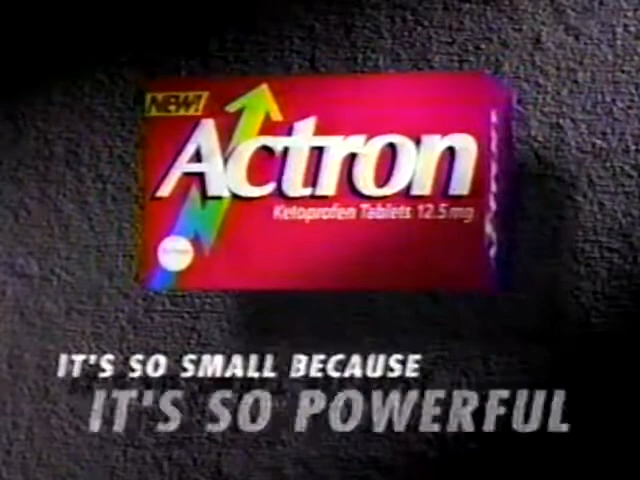 NEW!
Actron
Ketoprofen Tablets 12.5 mg
IT'S SO SMALL BECAUSE
IT'S SO POWERFUL